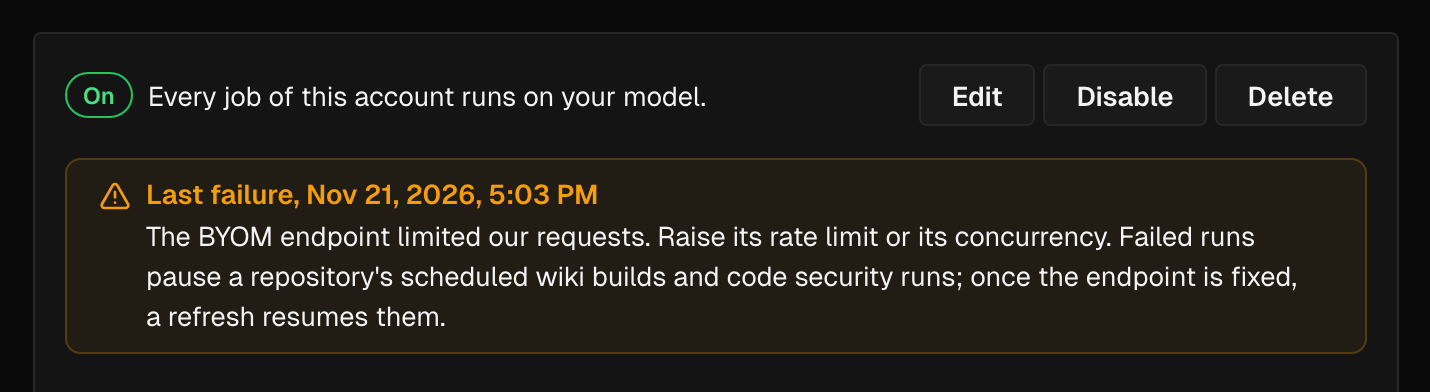 On Every job of this account runs on your model. Edit Disable Delete
Last failure, Nov 21, 2026, 5:03 PM
The BYOM endpoint limited our requests. Raise its rate limit or its concurrency. Failed runs
pause a repository's scheduled wiki builds and code security runs; once the endpoint is fixed,
a refresh resumes them.